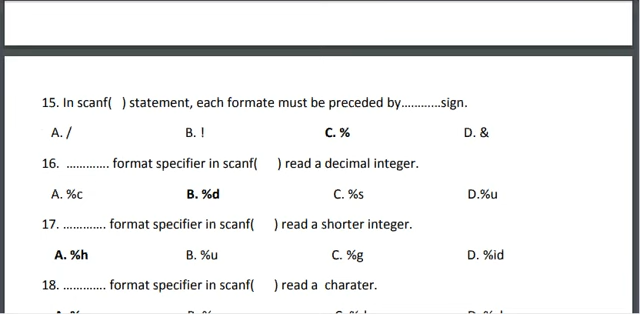 15. In scanf( ) statement, each formate must be preceded by............sign.
A. / B. ! C. % D. &
16. ............. format specifier in scanf( ) read a decimal integer.
A. %c B. %d C. %s D.%u
17. ............. format specifier in scanf( ) read a shorter integer.
A. %h B. %u C. %g D. %id
18. ............. format specifier in scanf( ) read a charater.